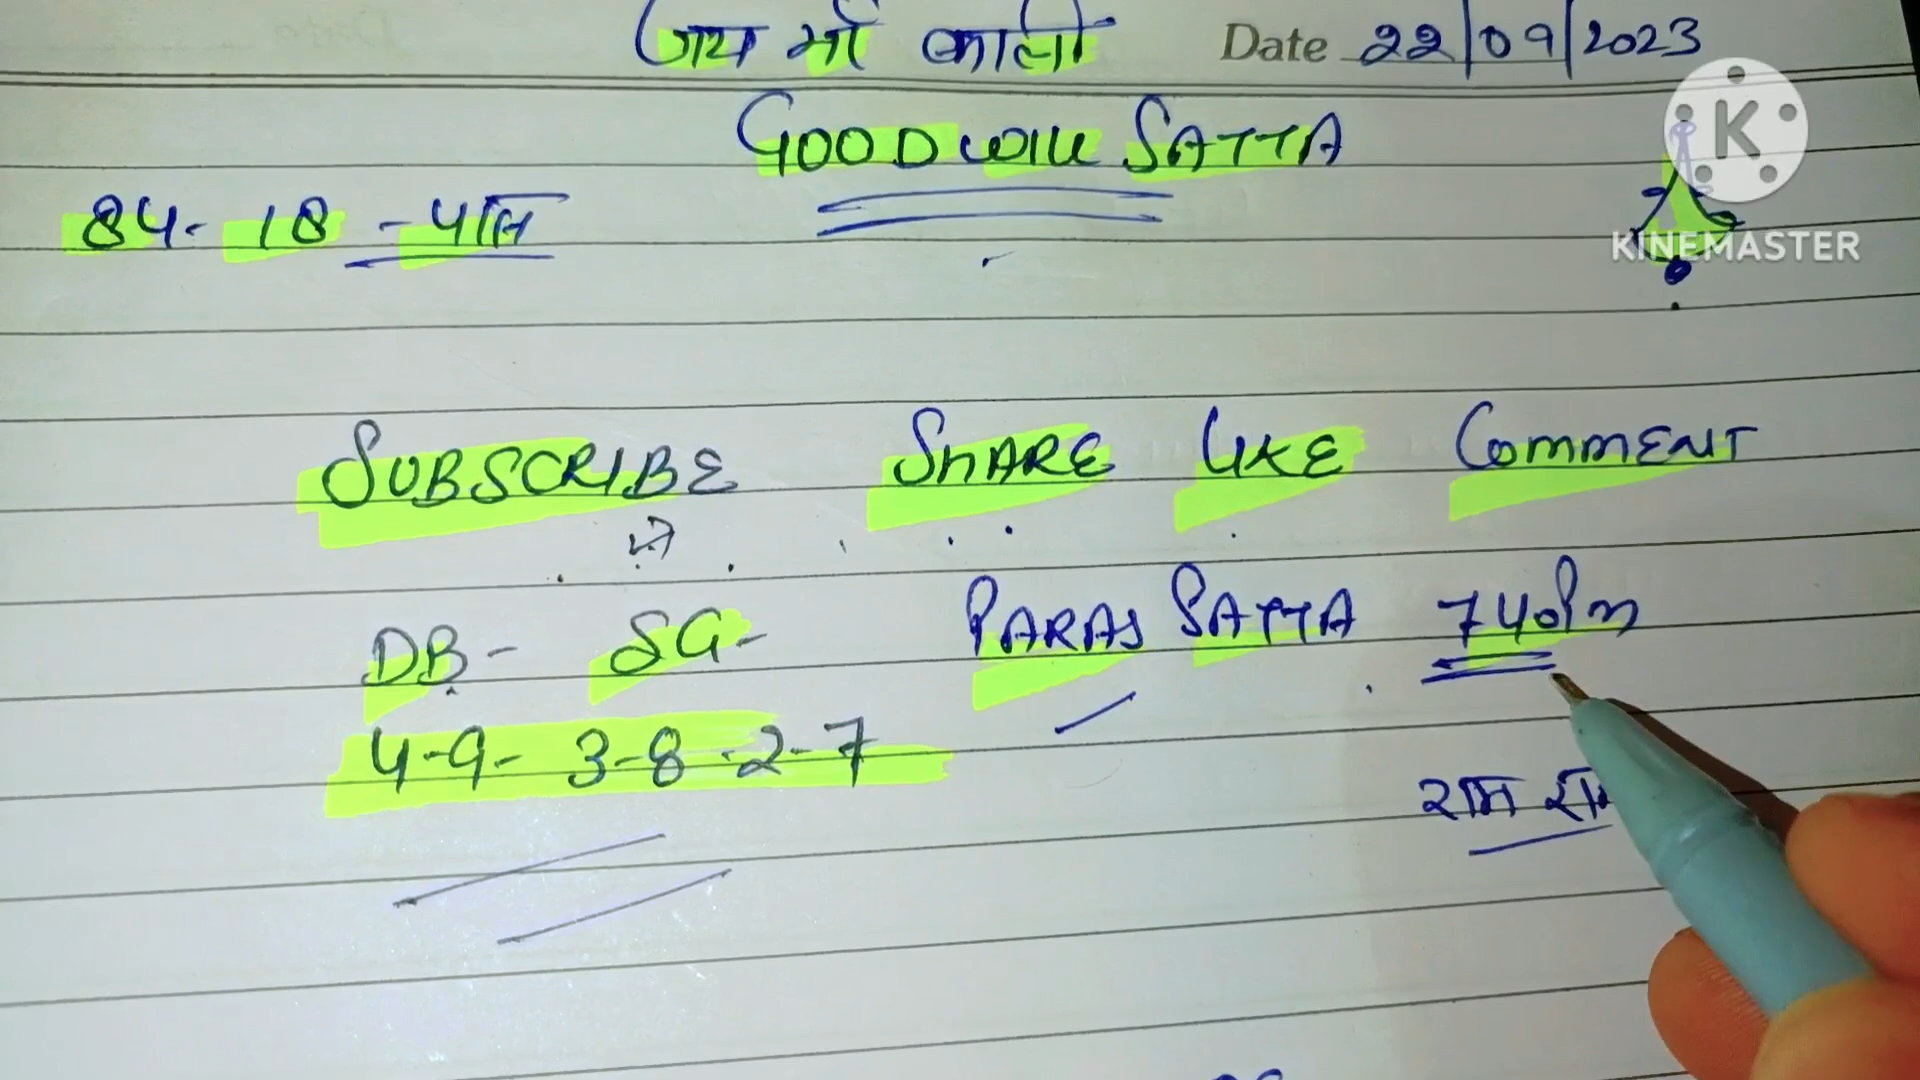 जय माँ काली Date 22/09/2023
GOODWILL SATTA
84- 18 - पास
K
KINEMASTER
SUBSCRIBE SHARE LIKE COMMENT
DB- SG- PARAS SATTA 740Pm
4-9- 3-8-2-7
राम राम